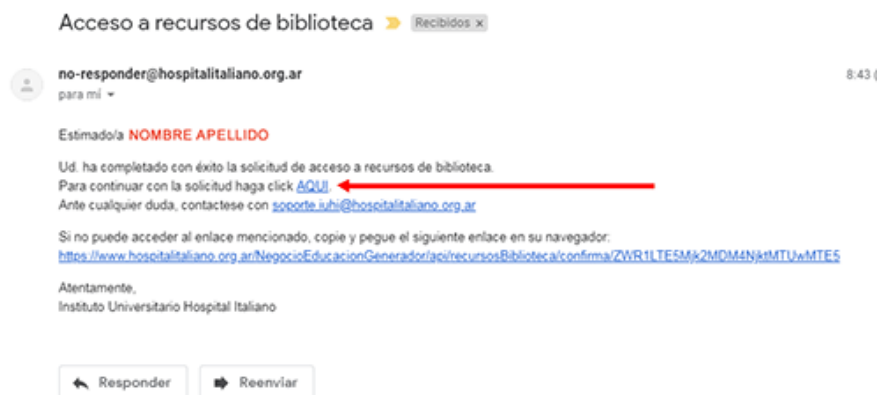 Acceso a recursos de biblioteca Recibidos x
no-responder@hospitalitaliano.org.ar 8:43 (
para mí
Estimado/a NOMBRE APELLIDO
Ud. ha completado con éxito la solicitud de acceso a recursos de biblioteca.
Para continuar con la solicitud haga click AQUI.
Ante cualquier duda, contactese con soporte.iuhi@hospitalitaliano.org.ar
Si no puede acceder al enlace mencionado, copie y pegue el siguiente enlace en su navegador:
https://www.hospitalitaliano.org.ar/NegocioEducacionGenerador/api/recursosBiblioteca/confirma/ZWR1LTE5Mjk2MDM4NjktMTUwMTE5
Atentamente,
Instituto Universitario Hospital Italiano
Responder Reenviar